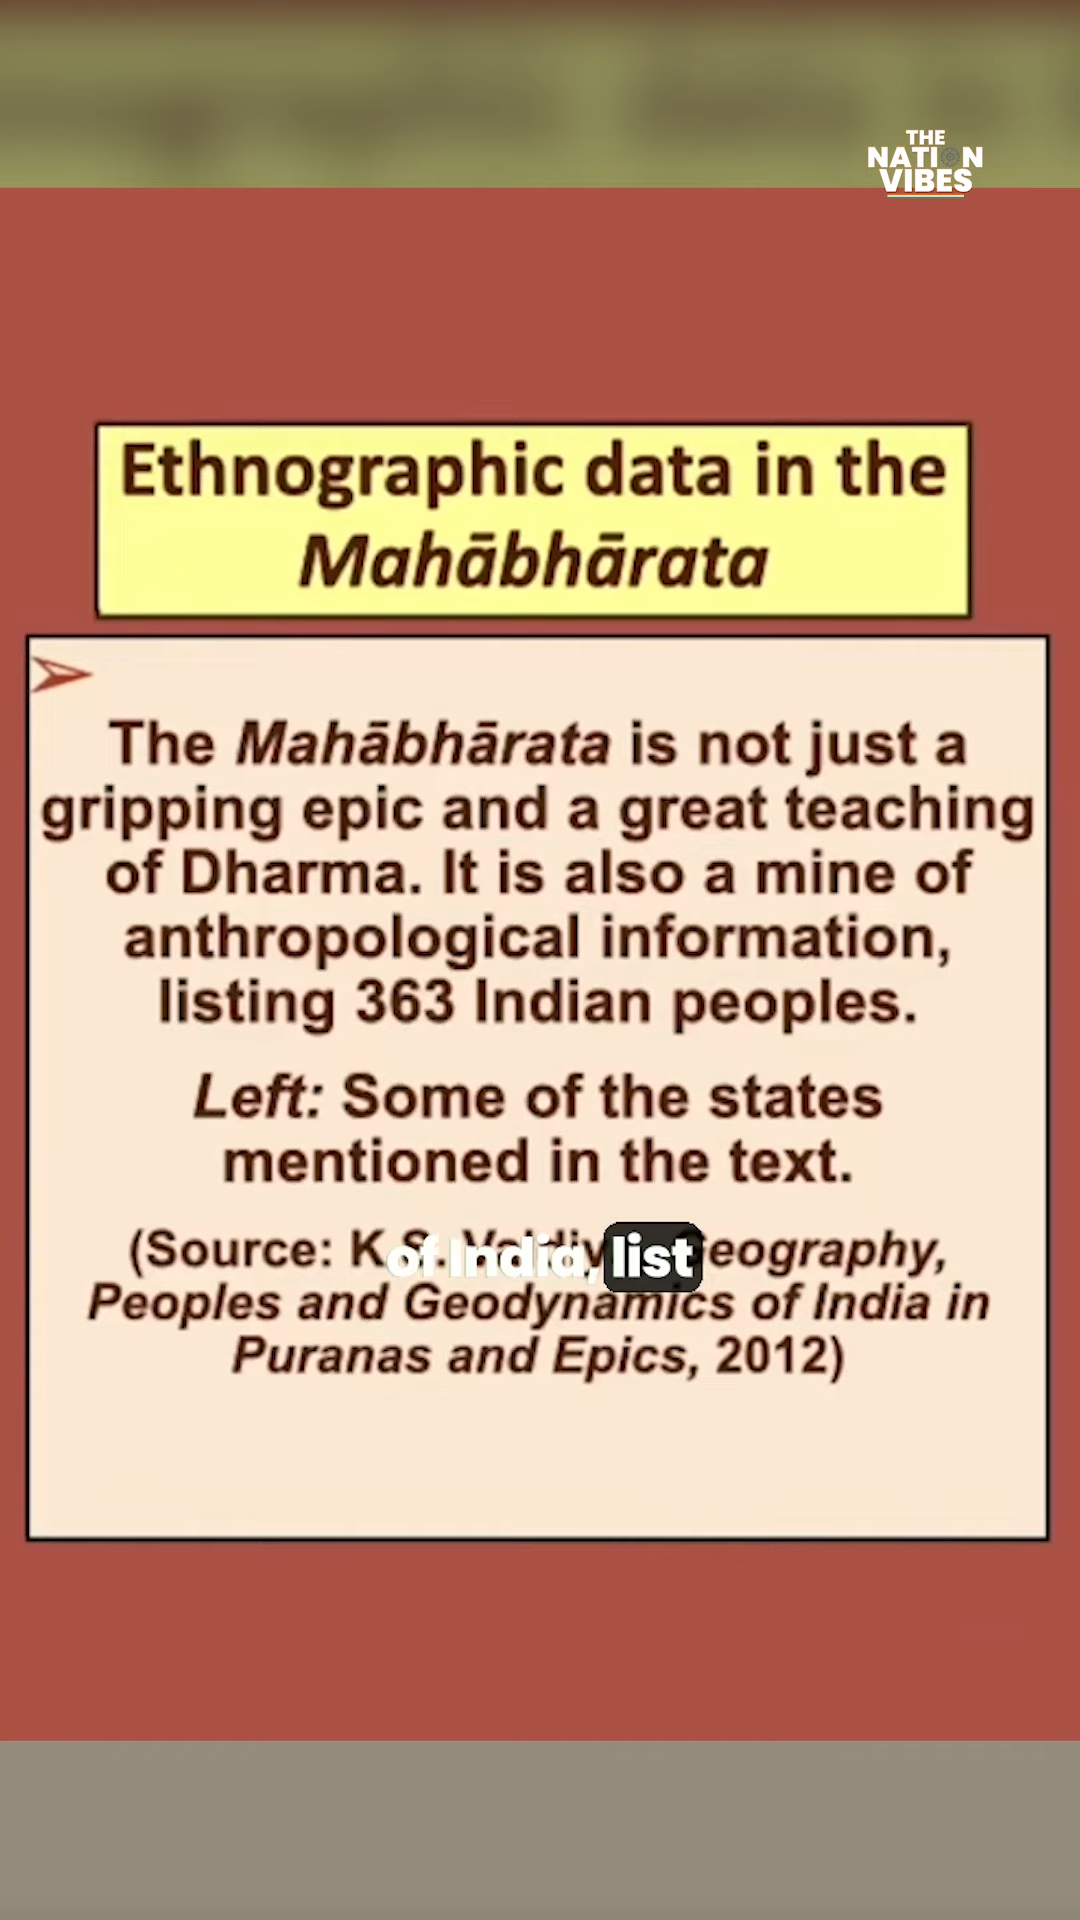 THE
NATION
VIBES
Ethnographic data in the
Mahābhārata
The Mahābhārata is not just a
gripping epic and a great teaching
of Dharma. It is also a mine of
anthropological information,
listing 363 Indian peoples.
Left: Some of the states
mentioned in the text.
(Source: K.S. Geography,
of India, list
Peoples and Geodynamics of India in
Puranas and Epics, 2012)